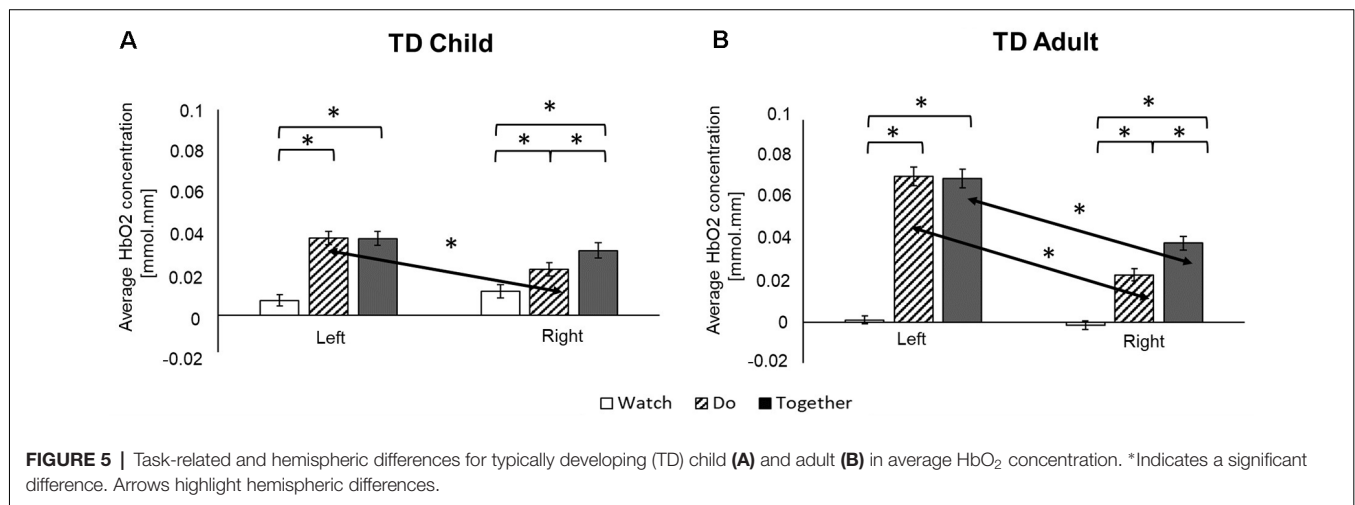 A
TD Child
Average HbO2 concentration
[mmol.mm]
0.1
0.08
0.06
0.04
0.02
0
-0.02
*
*
*
*
*
*
Left
Right
B
TD Adult
Average HbO2 concentration
[mmol.mm]
0.1
0.08
0.06
0.04
0.02
0
-0.02
*
*
*
*
*
*
*
Left
Right
Watch Do Together
FIGURE 5 | Task-related and hemispheric differences for typically developing (TD) child (A) and adult (B) in average HbO₂ concentration. *Indicates a significant
difference. Arrows highlight hemispheric differences.